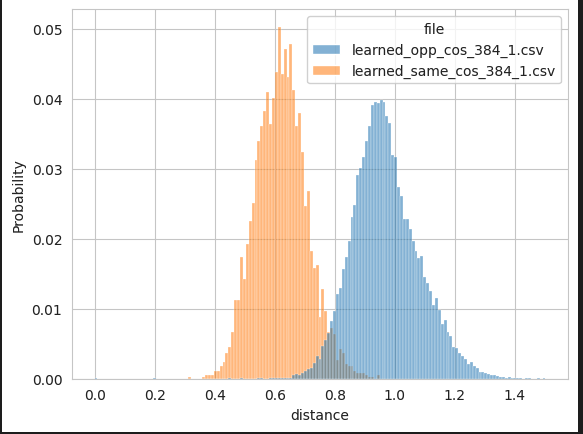 file
learned_opp_cos_384_1.csv
learned_same_cos_384_1.csv
Probability
0.05
0.04
0.03
0.02
0.01
0.00
0.0 0.2 0.4 0.6 0.8 1.0 1.2 1.4
distance